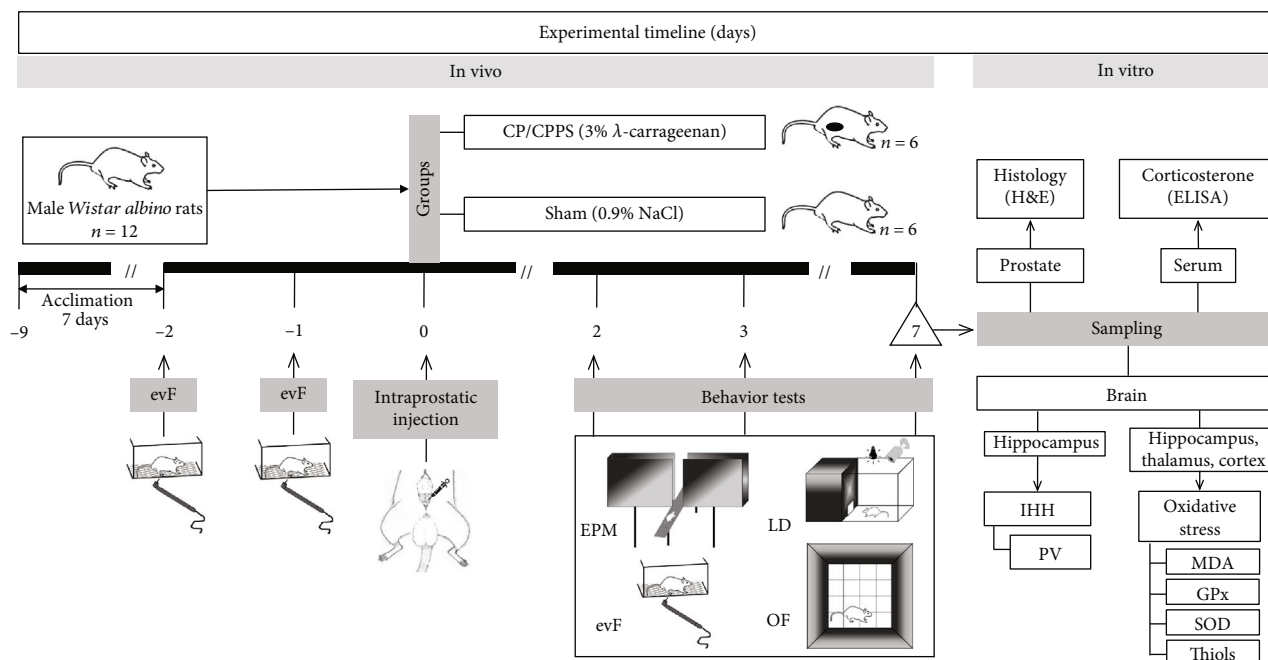 Experimental timeline (days)
In vivo
In vitro
Male Wistar albino rats
n = 12
Groups
CP/CPPS (3% λ-carrageenan)
n = 6
Sham (0.9% NaCl)
n = 6
Histology
(H&E)
Corticosterone
(ELISA)
Prostate
Serum
//
//
//
Acclimation
7 days
–9
–2
–1
0
2
3
7
Sampling
evF
evF
Intraprostatic
injection
Behavior tests
EPM
LD
evF
OF
Brain
Hippocampus
Hippocampus,
thalamus, cortex
IHH
PV
Oxidative
stress
MDA
GPx
SOD
Thiols